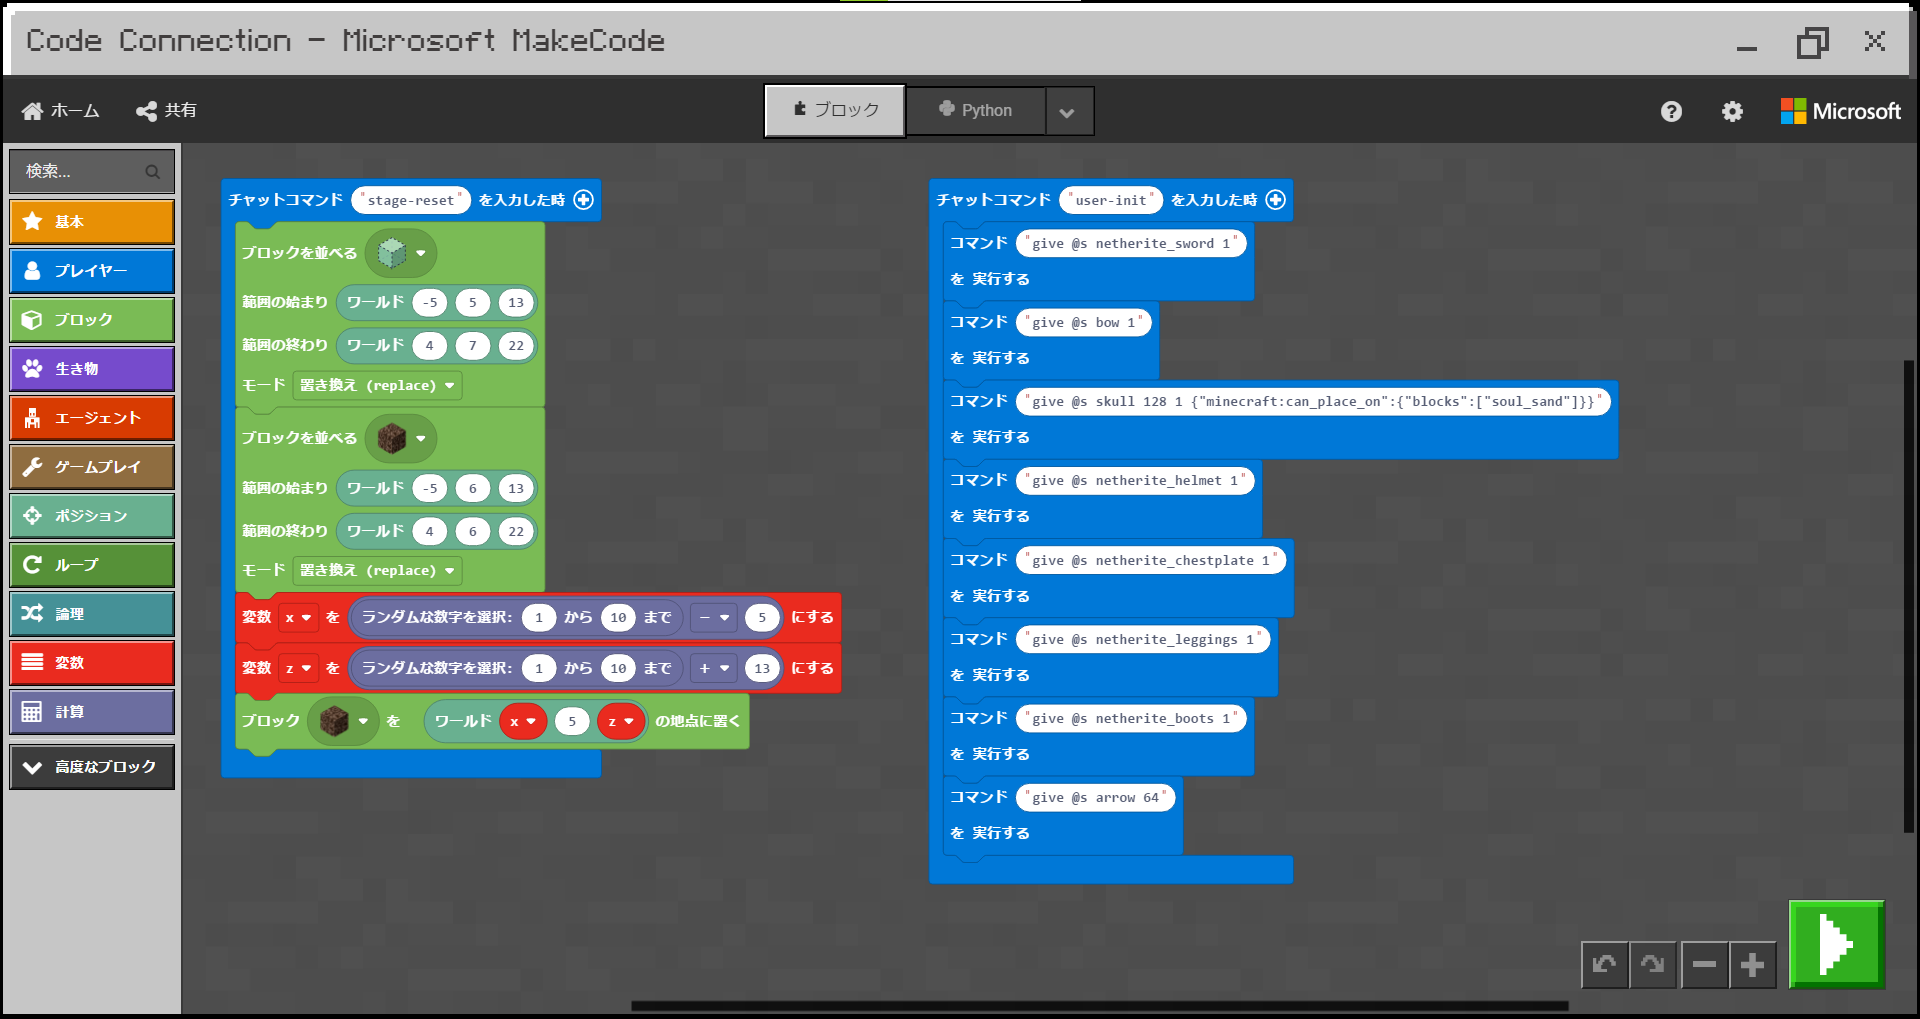 Code Connection - Microsoft MakeCode
ホーム
共有
ブロック
Python
Microsoft
検索...
基本
プレイヤー
ブロック
生き物
エージェント
ゲームプレイ
ポジション
ループ
論理
変数
計算
高度なブロック
チャットコマンド "stage-reset" を入力した時
ブロックを並べる
範囲の始まり ワールド -5 5 13
範囲の終わり ワールド 4 7 22
モード 置き換え (replace)
ブロックを並べる
範囲の始まり ワールド -5 6 13
範囲の終わり ワールド 4 6 22
モード 置き換え (replace)
変数 x を ランダムな数字を選択: 1 から 10 まで - 5 にする
変数 z を ランダムな数字を選択: 1 から 10 まで + 13 にする
ブロック を ワールド x 5 z の地点に置く
チャットコマンド "user-init" を入力した時
コマンド "give @s netherite_sword 1"
を 実行する
コマンド "give @s bow 1"
を 実行する
コマンド "give @s skull 128 1 {"minecraft:can_place_on":{"blocks":["soul_sand"]}}"
を 実行する
コマンド "give @s netherite_helmet 1"
を 実行する
コマンド "give @s netherite_chestplate 1"
を 実行する
コマンド "give @s netherite_leggings 1"
を 実行する
コマンド "give @s netherite_boots 1"
を 実行する
コマンド "give @s arrow 64"
を 実行する